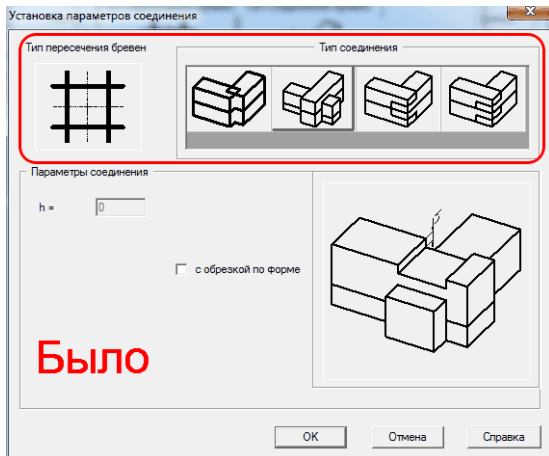 Установка параметров соединения
Тип пересечения бревен
Тип соединения
Параметры соединения
h =
0
с обрезкой по форме
h
Было
OK
Отмена
Справка